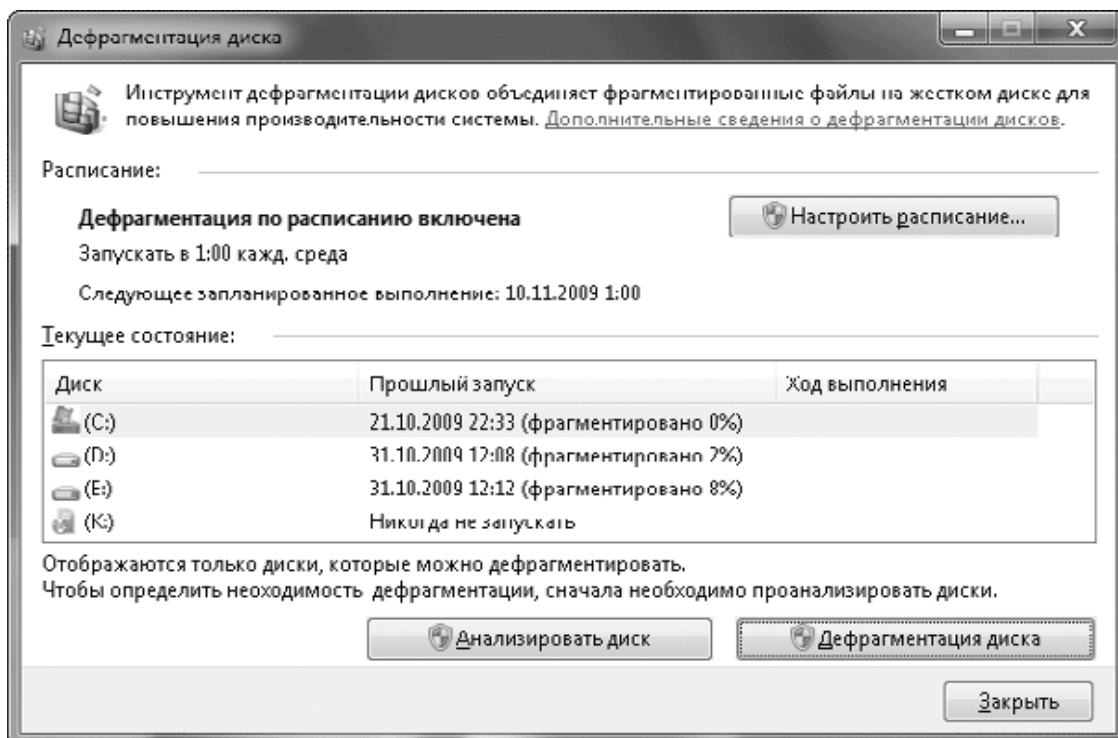 Дефрагментация диска
Инструмент дефрагментации дисков объединяет фрагментированные файлы на жестком диске для
повышения производительности системы. Дополнительные сведения о дефрагментации дисков.
Расписание:
Дефрагментация по расписанию включена
Настроить расписание...
Запускать в 1:00 кажд. среда
Следующее запланированное выполнение: 10.11.2009 1:00
Текущее состояние:
Диск Прошлый запуск Ход выполнения
(C:) 21.10.2009 22:33 (фрагментировано 0%)
(D:) 31.10.2009 12:08 (фрагментировано 2%)
(E:) 31.10.2009 12:12 (фрагментировано 8%)
(K:) Никогда не запускать
Отображаются только диски, которые можно дефрагментировать.
Чтобы определить неоходимость дефрагментации, сначала необходимо проанализировать диски.
Анализировать диск Дефрагментация диска
Закрыть